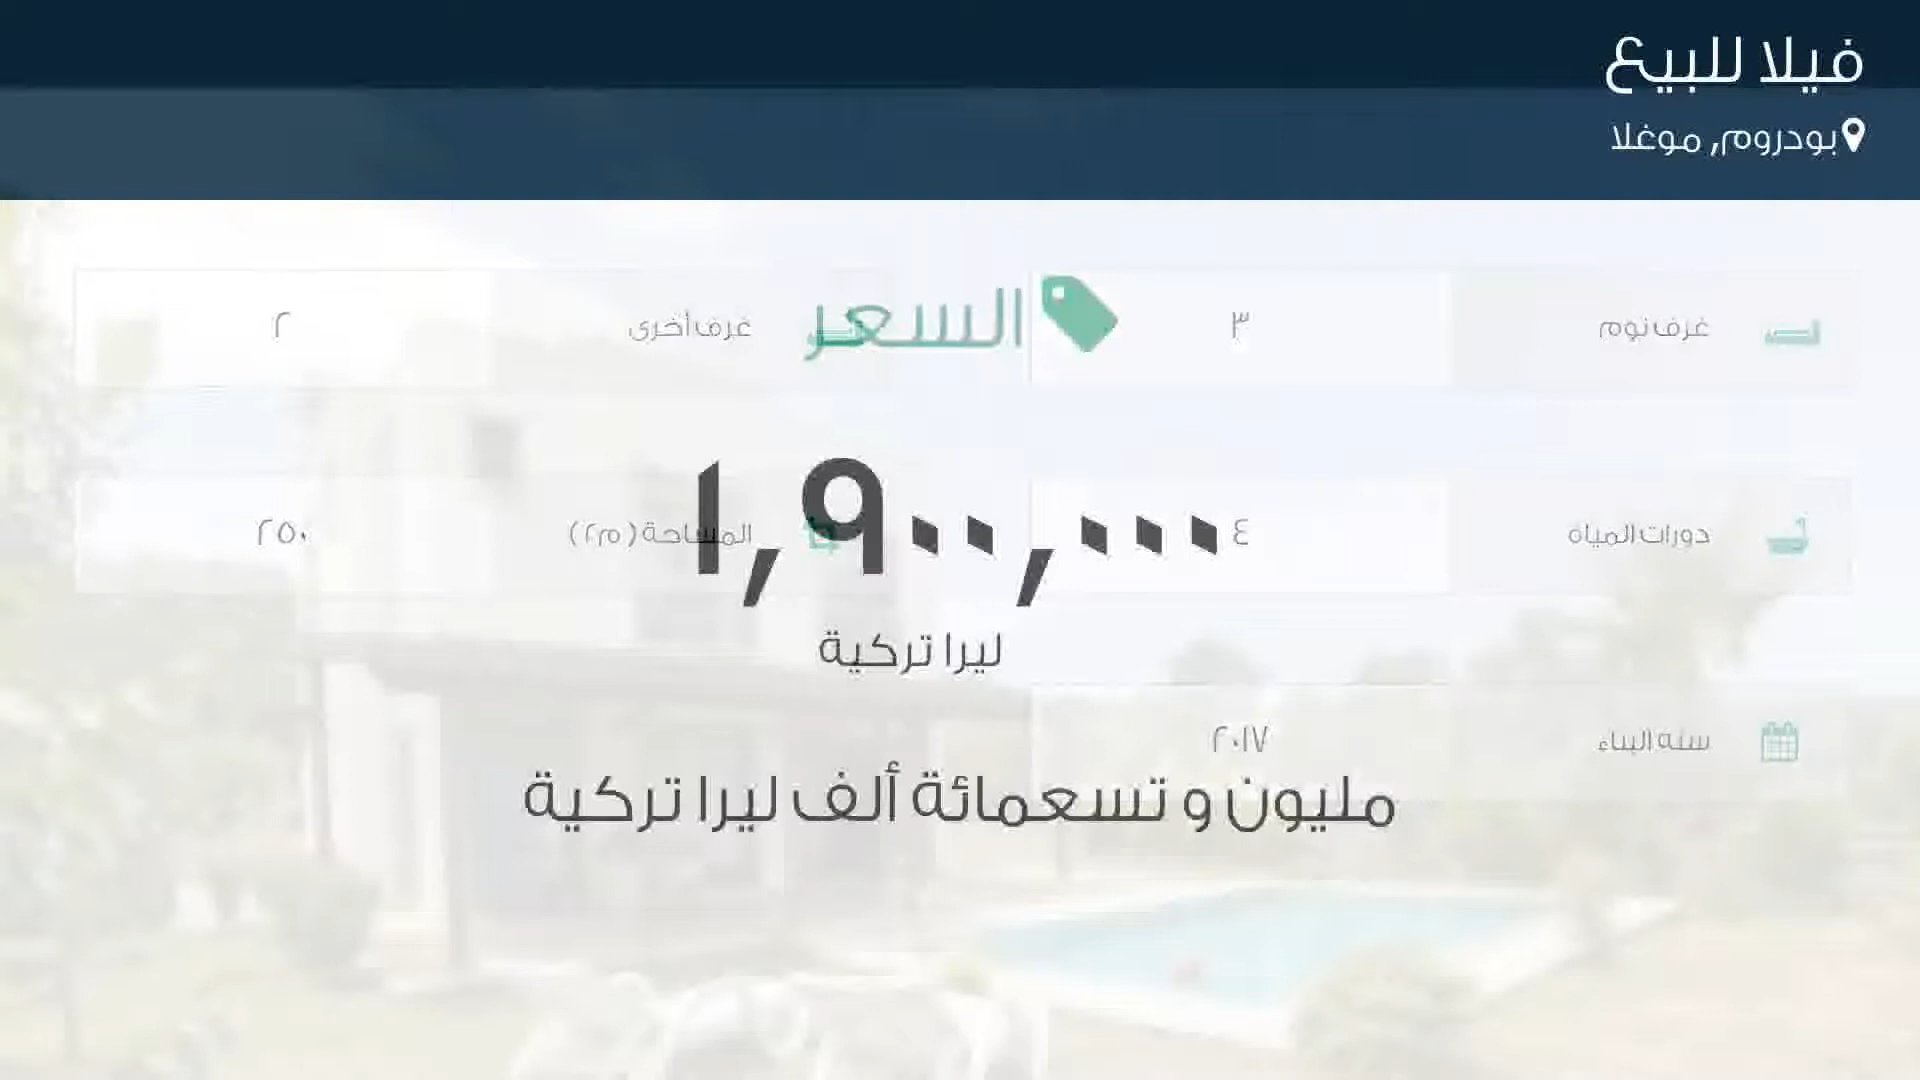 فيلا للبيع
بودروم, موغلا
السعر
غرف نوم ٣
غرف أخرى ٢
١,٩٠٠,٠٠٠
دورات المياه ٤
المساحة (م٢) ٢٥٠
ليرا تركية
سنه البناء ٢٠١٧
مليون و تسعمائة ألف ليرا تركية